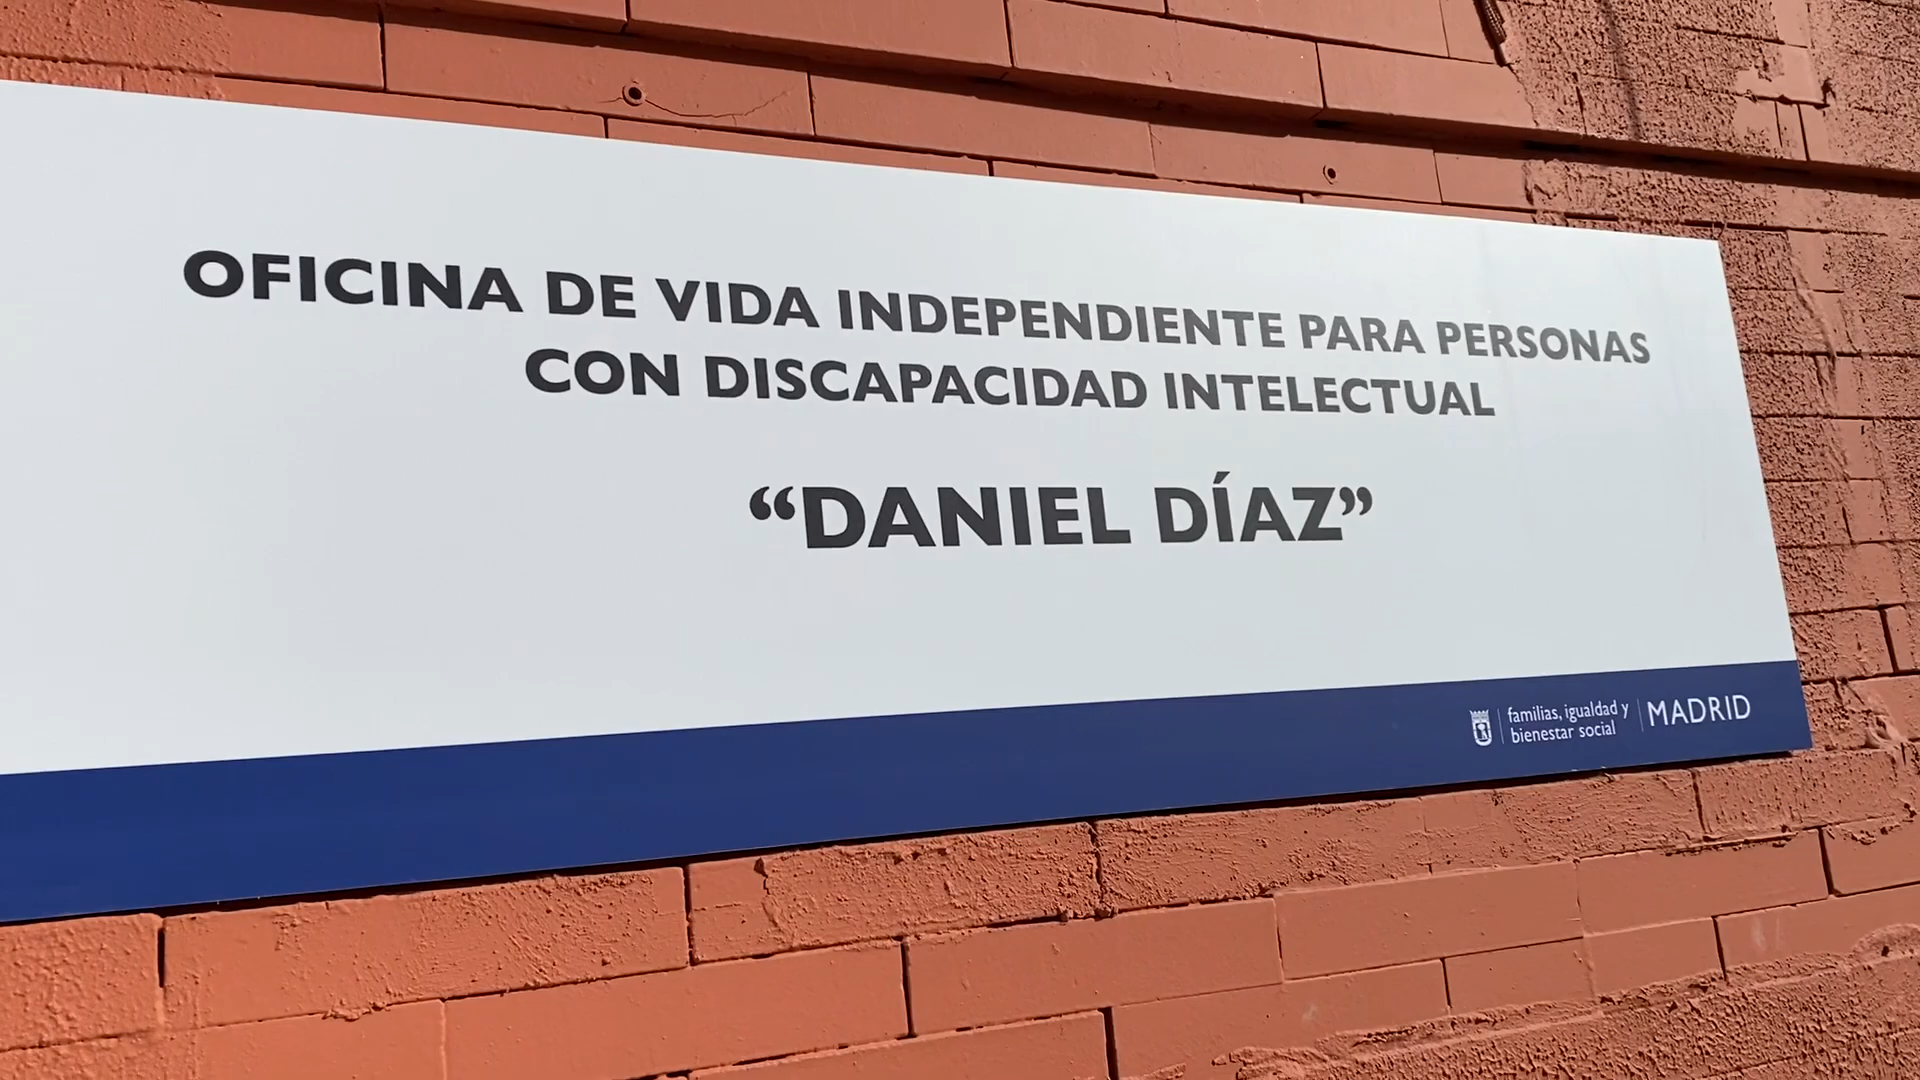 OFICINA DE VIDA INDEPENDIENTE PARA PERSONAS
CON DISCAPACIDAD INTELECTUAL
“DANIEL DÍAZ”
familias, igualdad y
bienestar social
MADRID